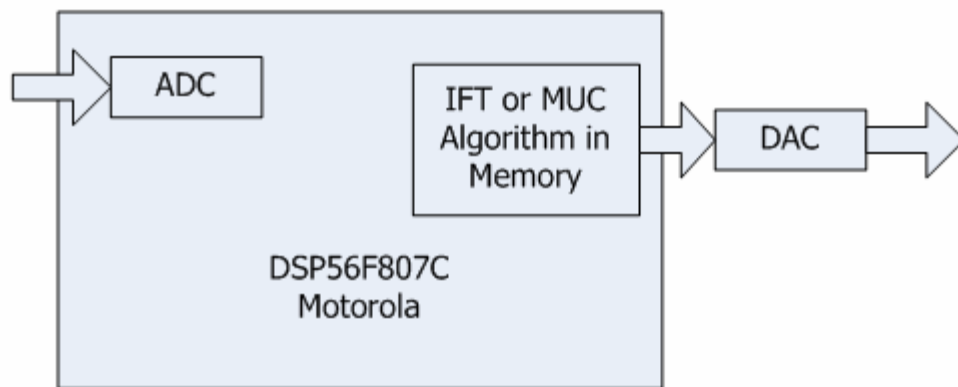 ADC
IFT or MUC
Algorithm in
Memory
DAC
DSP56F807C
Motorola